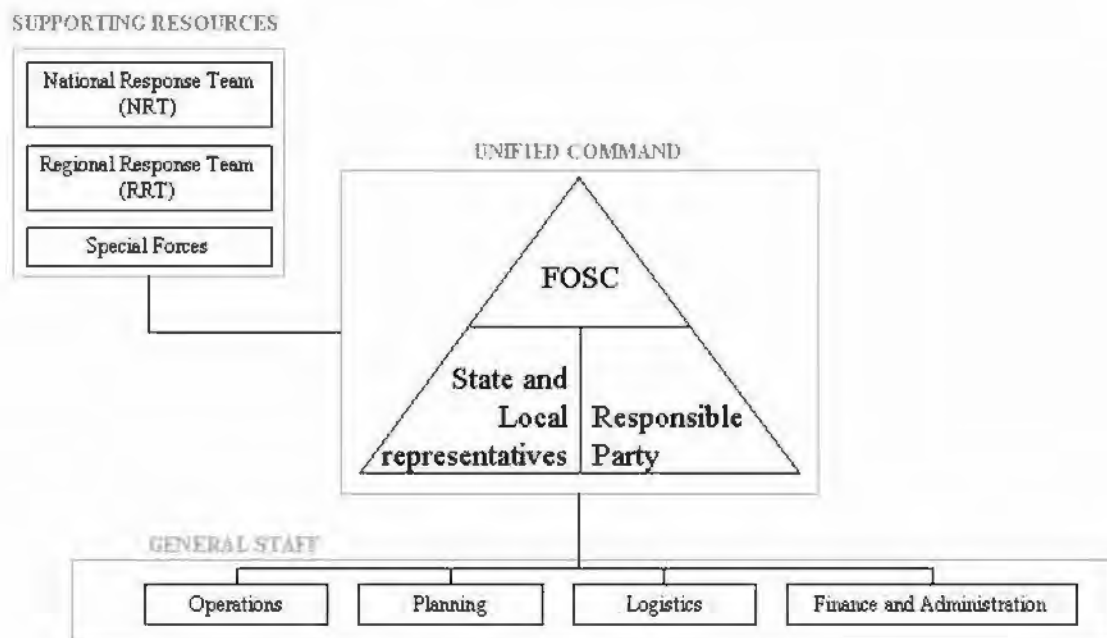 SUPPORTING RESOURCES
National Response Team
(NRT)
Regional Response Team
(RRT)
Special Forces
UNIFIED COMMAND
FOSC
State and
Local
representatives
Responsible
Party
GENERAL STAFF
Operations
Planning
Logistics
Finance and Administration